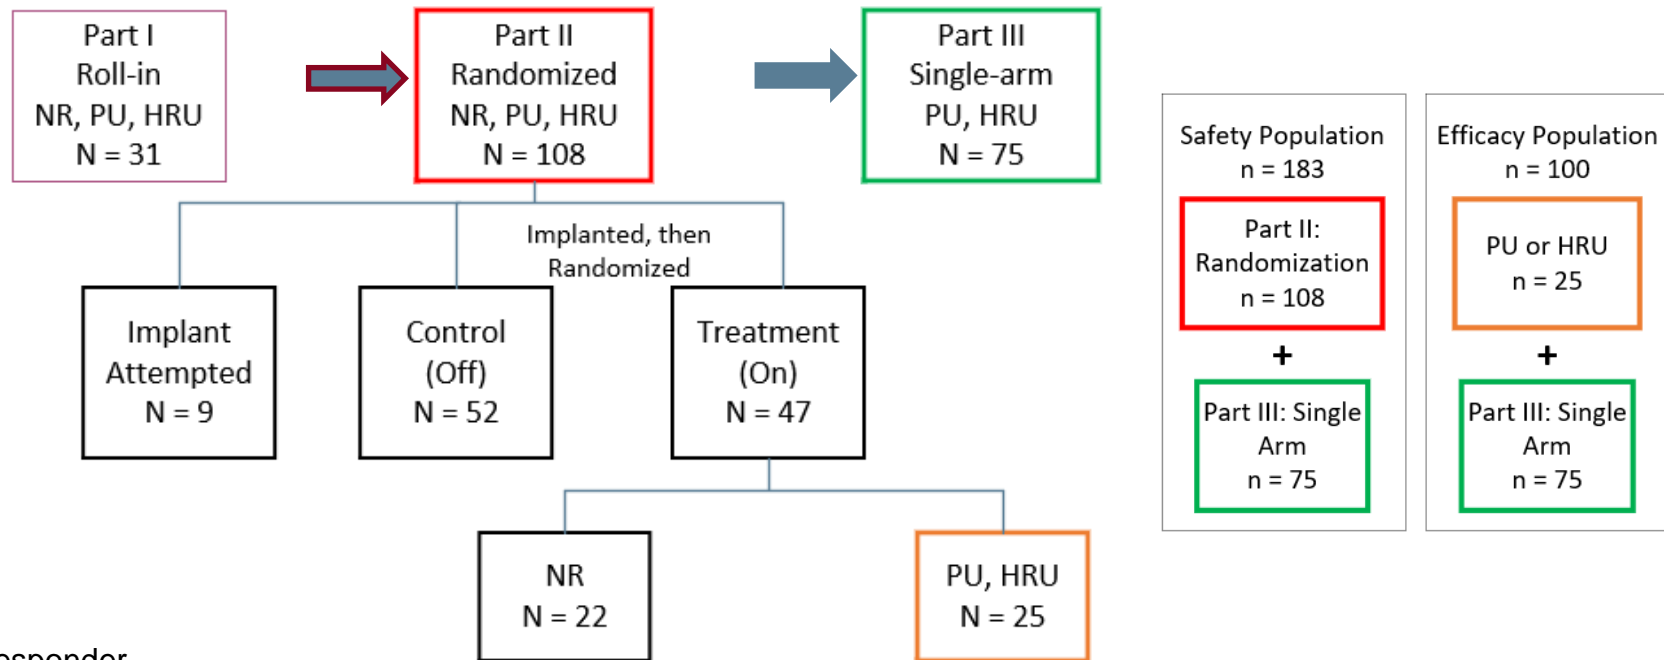 Part I
Roll-in
NR, PU, HRU
N = 31
Part II
Randomized
NR, PU, HRU
N = 108
Part III
Single-arm
PU, HRU
N = 75
Implanted, then
Randomized
Implant
Attempted
N = 9
Control
(Off)
N = 52
Treatment
(On)
N = 47
NR
N = 22
PU, HRU
N = 25
Safety Population
n = 183
Part II:
Randomization
n = 108
+
Part III: Single
Arm
n = 75
Efficacy Population
n = 100
PU or HRU
n = 25
+
Part III: Single
Arm
n = 75